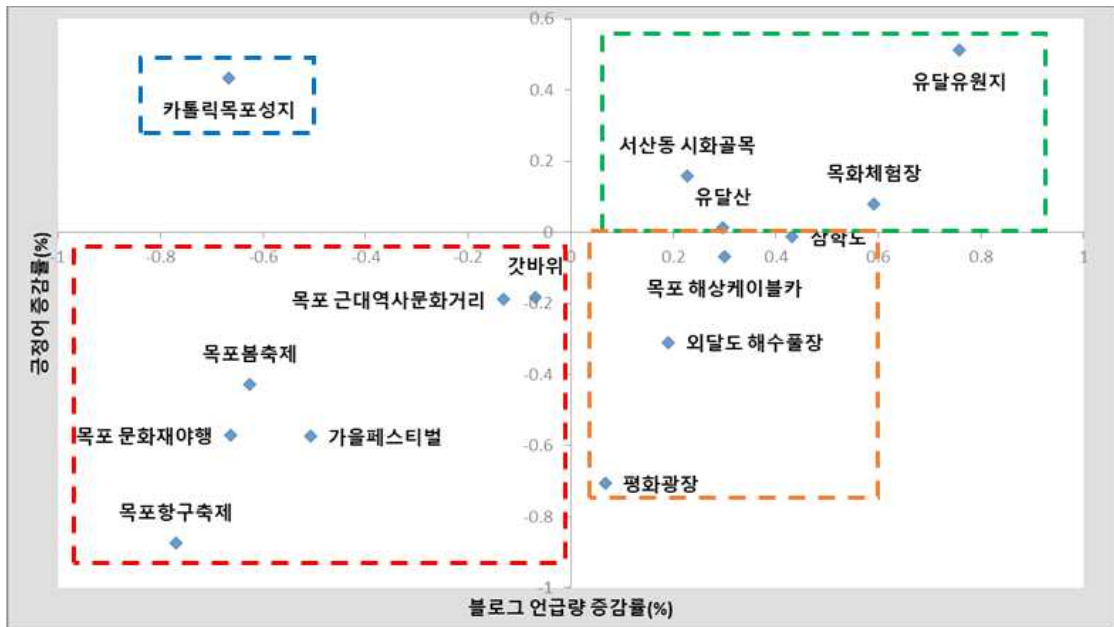 0.6
카톨릭목포성지
유달유원지
0.4
서산동 시화골목
0.2
목화체험장
유달산
0
-1
-0.8
-0.6
-0.4
-0.2
0
0.2
0.4
0.6
0.8
1
삼학도
갓바위
목포 근대역사문화거리
-0.2
목포 해상케이블카
외달도 해수풀장
목포봄축제
-0.4
목포 문화재야행
가을페스티벌
-0.6
평화광장
목포항구축제
-0.8
-1
긍정어 증감률(%)
블로그 언급량 증감률(%)